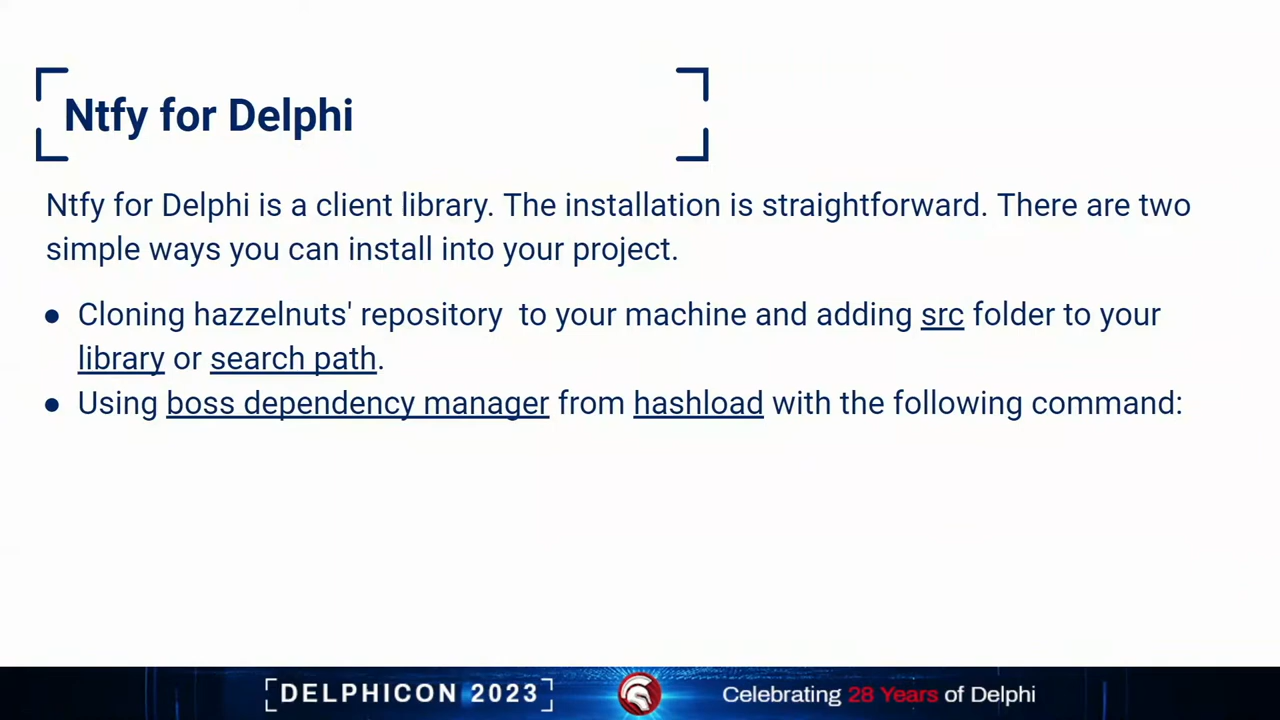 Ntfy for Delphi
Ntfy for Delphi is a client library. The installation is straightforward. There are two
simple ways you can install into your project.
● Cloning hazzelnuts' repository  to your machine and adding src folder to your
library or search path.
● Using boss dependency manager from hashload with the following command:
DELPHICON 2023
Celebrating 28 Years of Delphi